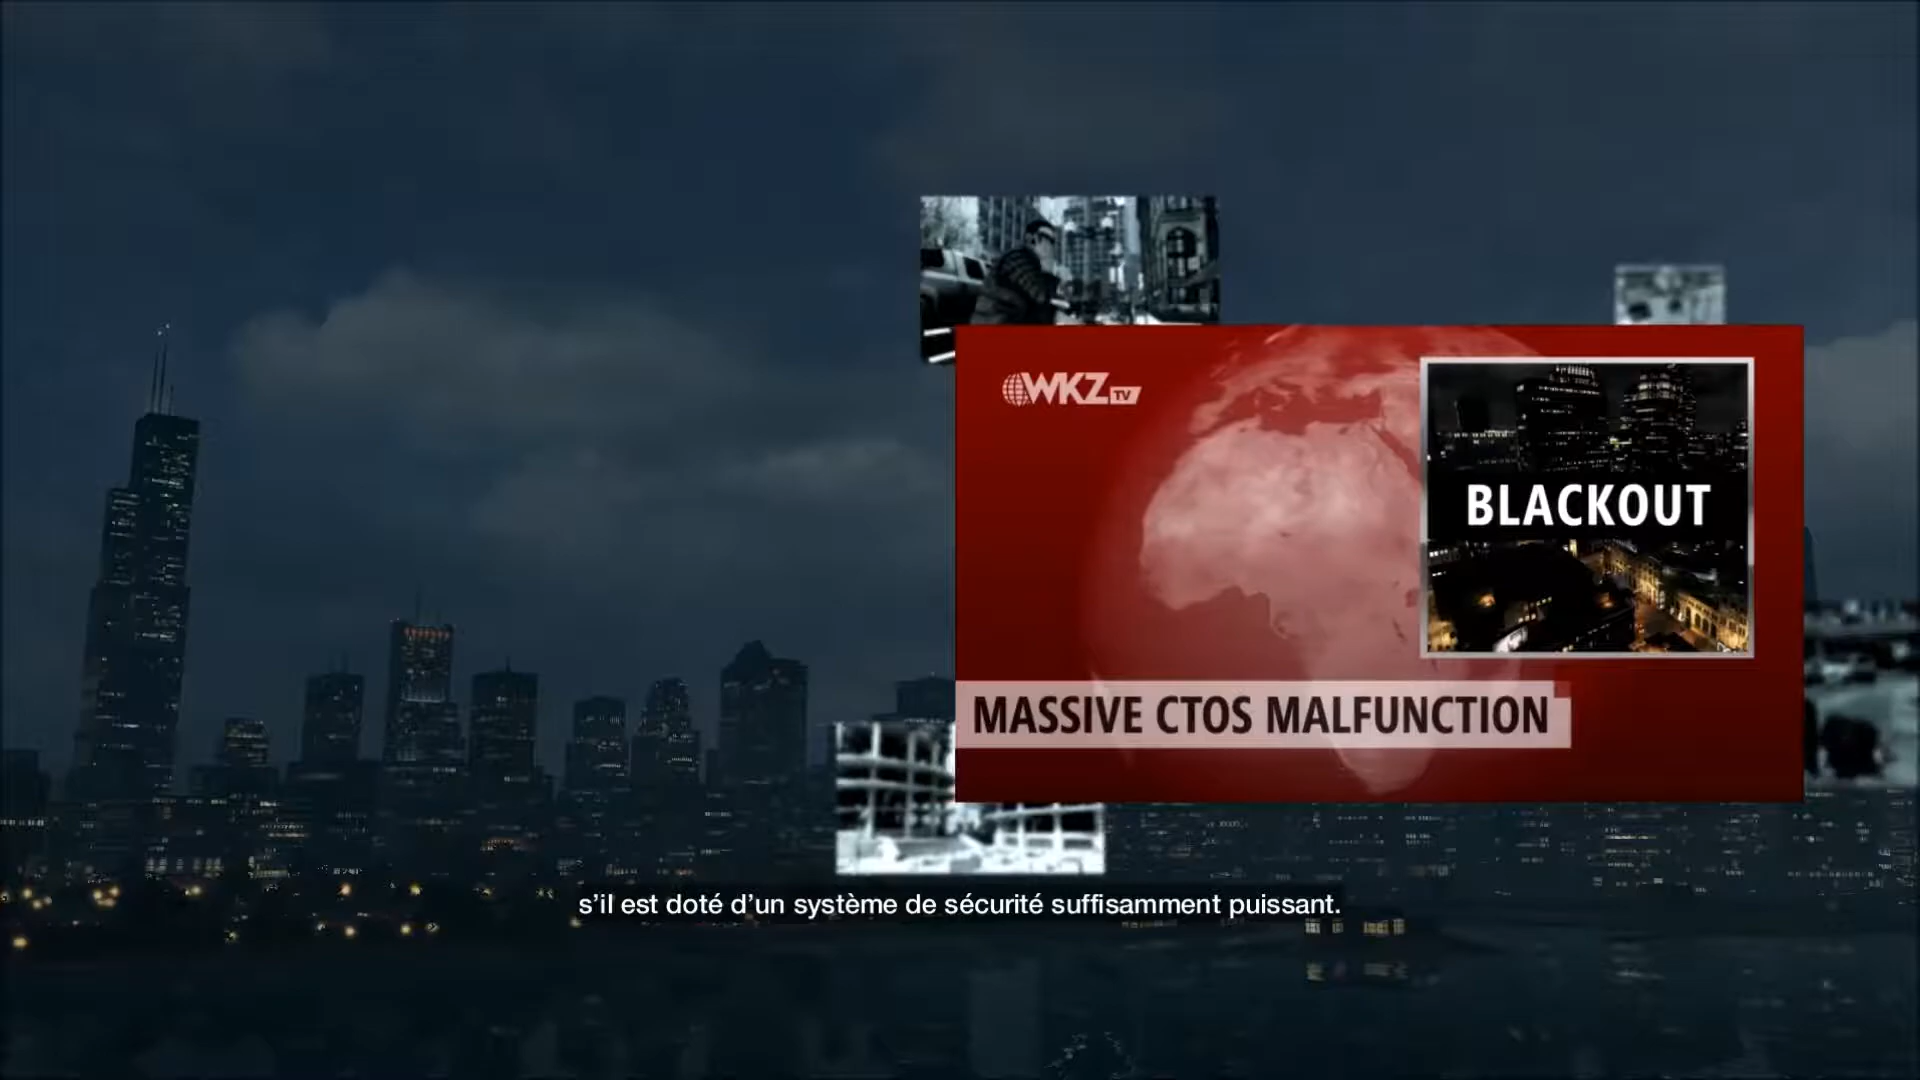 WKZ TV
BLACKOUT
MASSIVE CTOS MALFUNCTION
s’il est doté d’un système de sécurité suffisamment puissant.